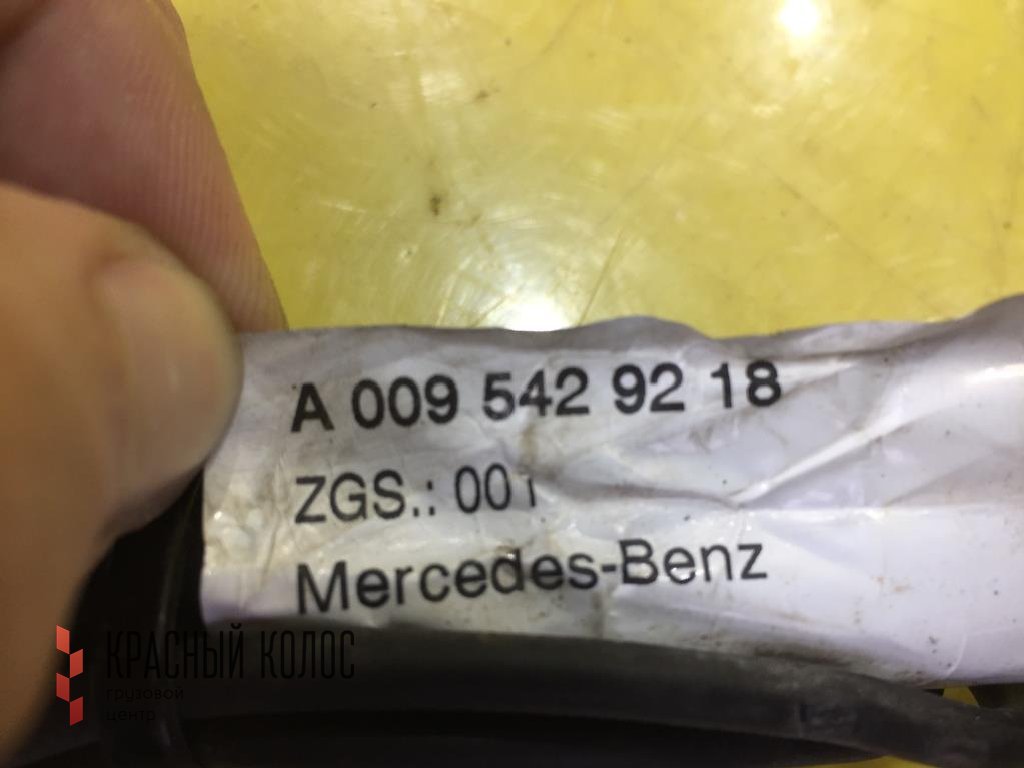 A 009 542 92 18
ZGS.: 001
Mercedes-Benz
КРАСНЫЙ КОЛОС
грузовой
центр